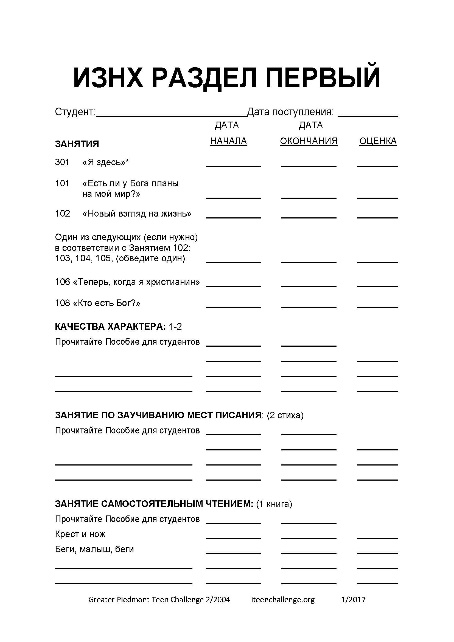 ИЗНХ РАЗДЕЛ ПЕРВЫЙ
Студент: Дата поступления:
ДАТА ДАТА
ЗАНЯТИЯ НАЧАЛА ОКОНЧАНИЯ ОЦЕНКА
301 «Я здесь»*
101 «Есть ли у Бога планы
на мой мир?»
102 «Новый взгляд на жизнь»
Один из следующих (если нужно)
в соответствии с Занятием 102:
103, 104, 105, (обведите один)
106 «Теперь, когда я христианин»
108 «Кто есть Бог?»
КАЧЕСТВА ХАРАКТЕРА: 1-2
Прочитайте Пособие для студентов
ЗАНЯТИЕ ПО ЗАУЧИВАНИЮ МЕСТ ПИСАНИЯ: (2 стиха)
Прочитайте Пособие для студентов
ЗАНЯТИЕ САМОСТОЯТЕЛЬНЫМ ЧТЕНИЕМ: (1 книга)
Прочитайте Пособие для студентов
Крест и нож
Беги, малыш, беги
Greater Piedmont Teen Challenge 2/2004 iteenchallenge.org 1/2012